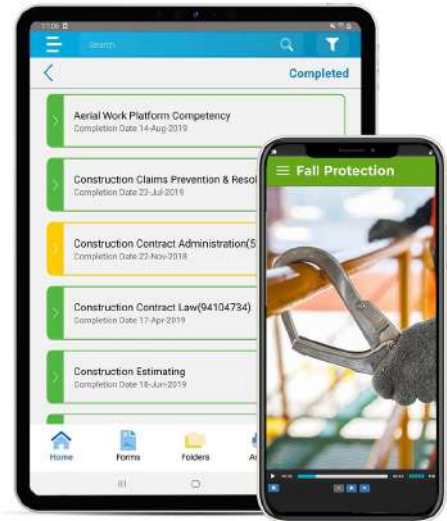 11:06
Search
Completed
Aerial Work Platform Competency
Completion Date 14-Aug-2019
Construction Claims Prevention & Resol
Completion Date 23-Jul-2019
Construction Contract Administration(5
Completion Date 22-Nov-2018
Construction Contract Law(94104734)
Completion Date 17-Apr-2019
Construction Estimating
Completion Date 18-Jun-2019
Home
Forms
Folders
Fall Protection